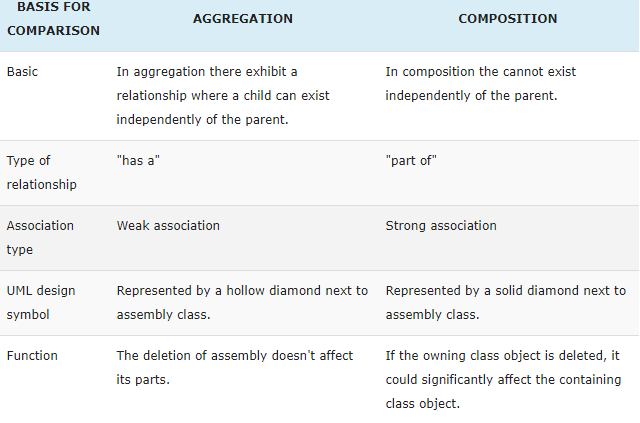 BASIS FOR COMPARISON AGGREGATION COMPOSITION
Basic
In aggregation there exhibit a
relationship where a child can exist
independently of the parent.
In composition the cannot exist
independently of the parent.
Type of
relationship
"has a"
"part of"
Association
type
Weak association
Strong association
UML design
symbol
Represented by a hollow diamond next to
assembly class.
Represented by a solid diamond next to
assembly class.
Function
The deletion of assembly doesn't affect
its parts.
If the owning class object is deleted, it
could significantly affect the containing
class object.